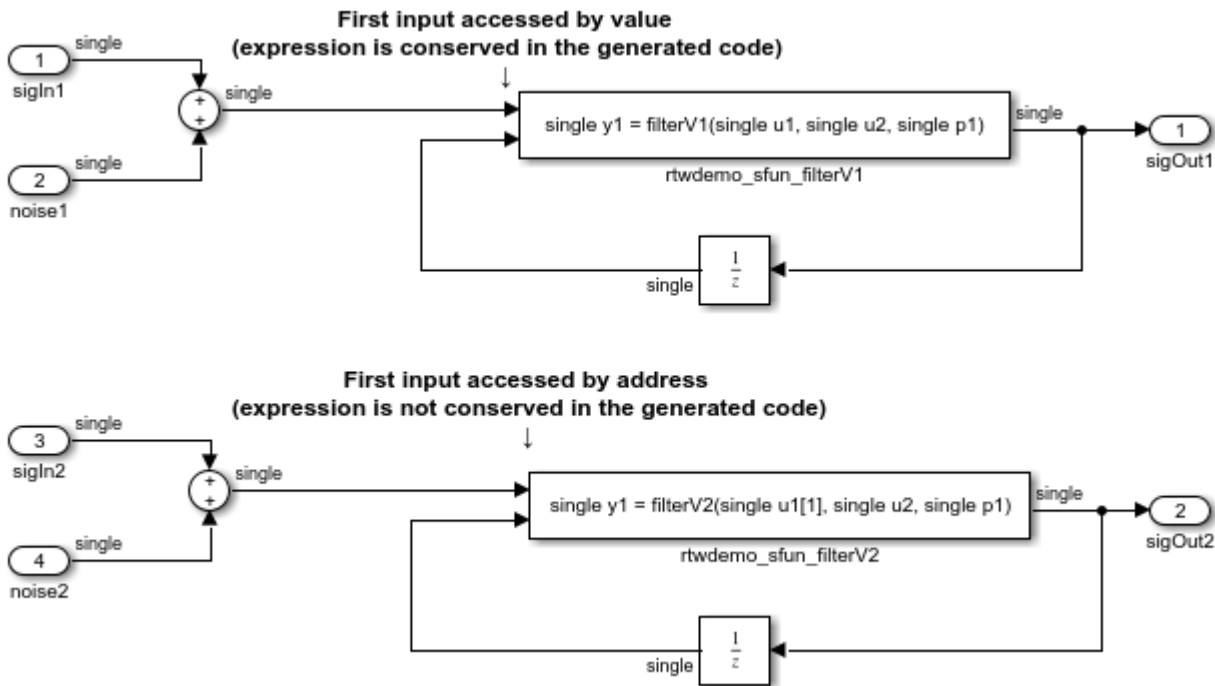 First input accessed by value
(expression is conserved in the generated code)
↓
1
single
sigIn1
+
+
single
2
single
noise1
single y1 = filterV1(single u1, single u2, single p1)
rtwdemo_sfun_filterV1
single
1
sigOut1
1
z
single
First input accessed by address
(expression is not conserved in the generated code)
↓
3
single
sigIn2
+
+
single
4
single
noise2
single y1 = filterV2(single u1[1], single u2, single p1)
rtwdemo_sfun_filterV2
single
2
sigOut2
1
z
single